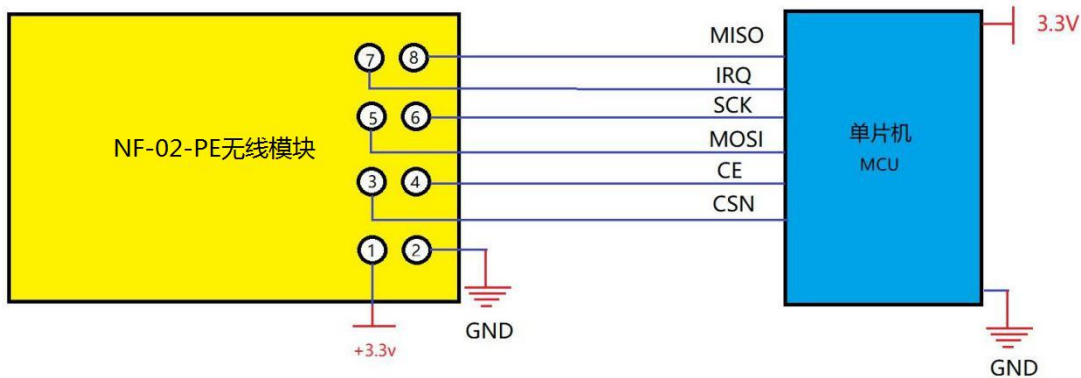 MISO
3.3V
7
8
IRQ
SCK
5
6
NF-02-PE无线模块
MOSI
单片机
MCU
CE
3
4
CSN
1
2
GND
+3.3v
GND